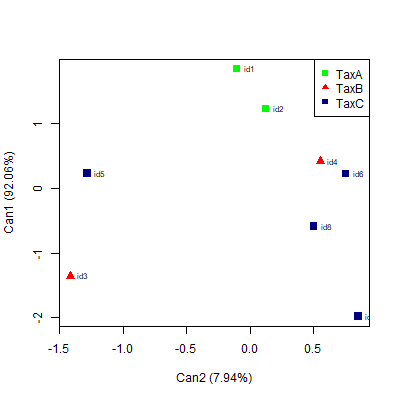 id1
TaxA
TaxB
TaxC
id2
id4
id6
id5
id8
id3
1
0
-1
-2
Can1 (92.06%)
-1.5
-1.0
-0.5
0.0
0.5
Can2 (7.94%)